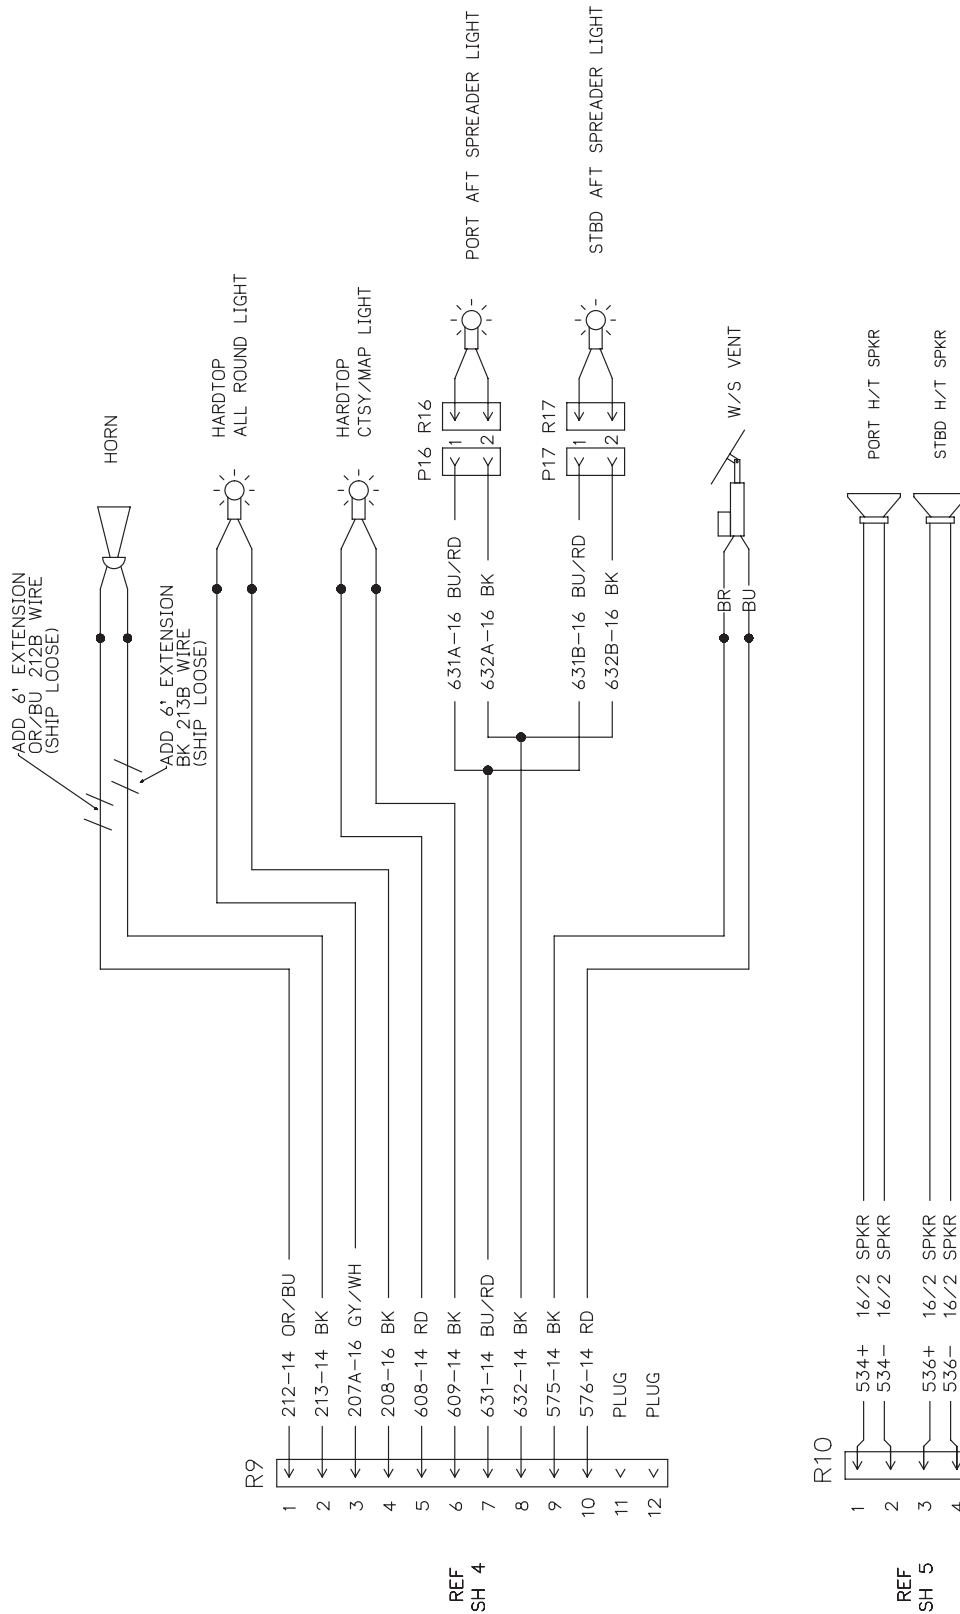 ADD 6' EXTENSION
OR/BU 212B WIRE
(SHIP LOOSE)
ADD 6' EXTENSION
BK 213B WIRE
(SHIP LOOSE)
HORN
HARDTOP
ALL ROUND LIGHT
HARDTOP
CTSY/MAP LIGHT
PORT AFT SPREADER LIGHT
STBD AFT SPREADER LIGHT
P16 R16
1
2
P17 R17
1
2
631A-16 BU/RD
632A-16 BK
631B-16 BU/RD
632B-16 BK
W/S VENT
BR
BU
R9
1 212-14 OR/BU
2 213-14 BK
3 207A-16 GY/WH
4 208-16 BK
5 608-14 RD
6 609-14 BK
7 631-14 BU/RD
8 632-14 BK
9 575-14 BK
10 576-14 RD
11 PLUG
12 PLUG
REF
SH 4
PORT H/T SPKR
STBD H/T SPKR
R10
1 534+ 16/2 SPKR
2 534- 16/2 SPKR
3 536+ 16/2 SPKR
4 536- 16/2 SPKR
REF
SH 5